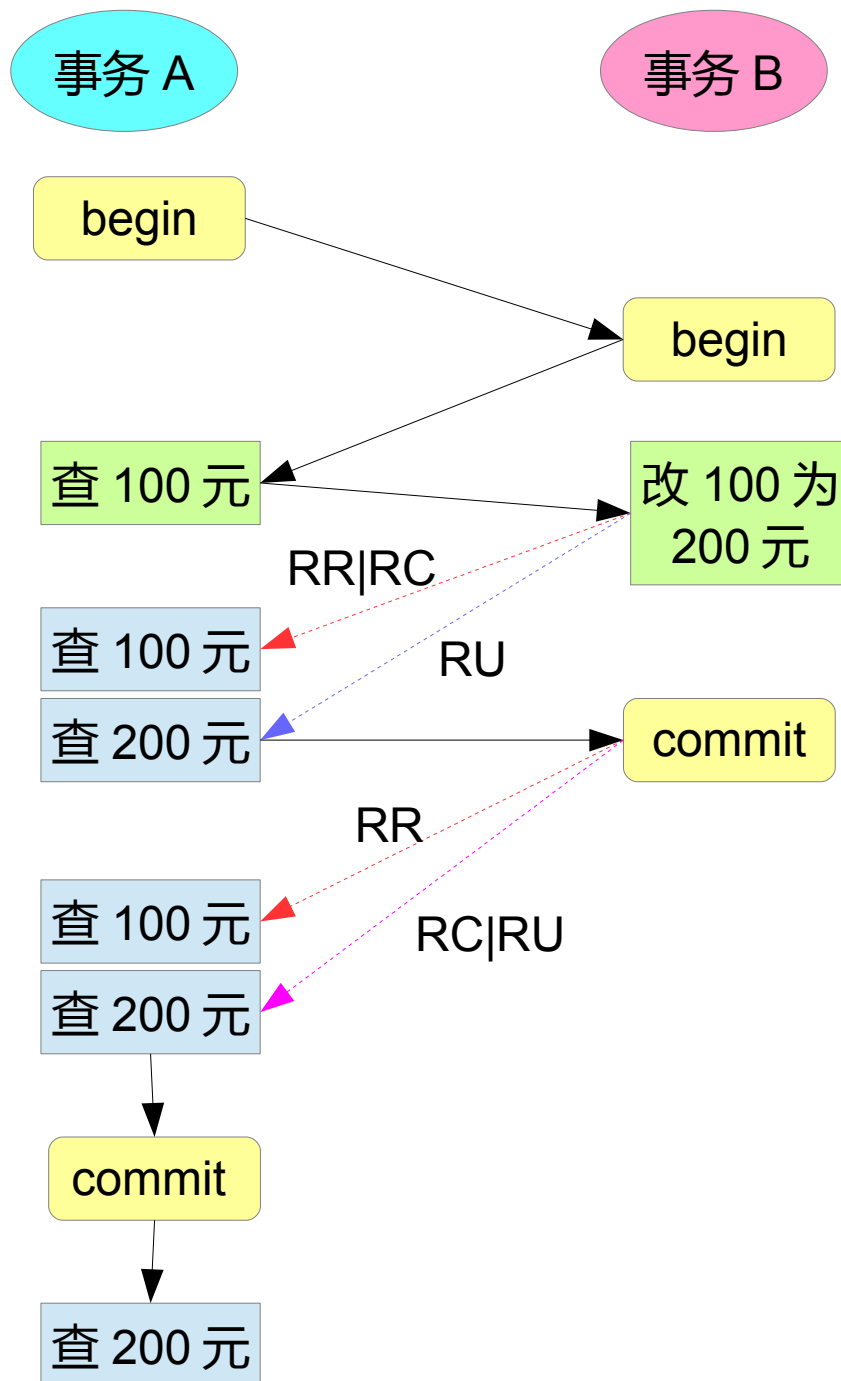 事务 A
事务 B
begin
begin
查 100 元
改 100 为
200 元
RR|RC
查 100 元
RU
查 200 元
commit
RR
查 100 元
RC|RU
查 200 元
commit
查 200 元